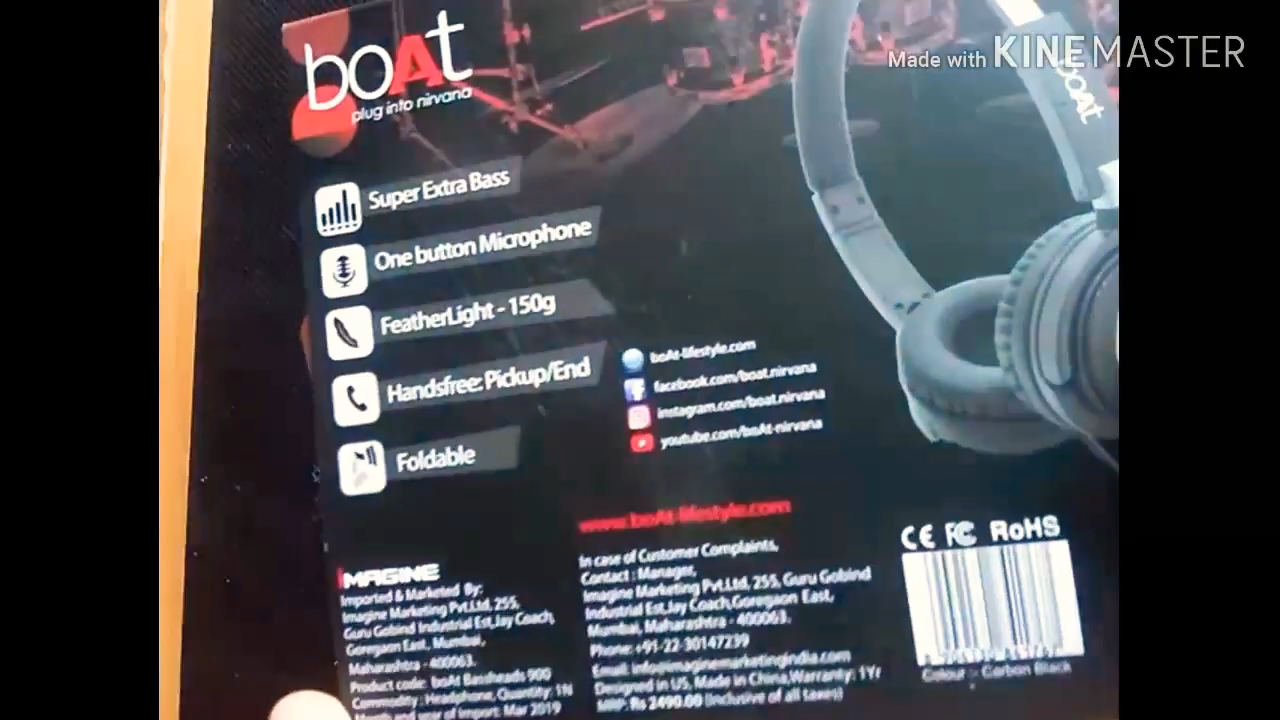 Made with KINEMASTER
boAt
plug into nirvana
boAt
Super Extra Bass
One button Microphone
FeatherLight - 150g
Handsfree: Pickup/End
Foldable
boAt-lifestyle.com
facebook.com/boat.nirvana
instagram.com/boat.nirvana
youtube.com/boAt-nirvana
www.boAt-lifestyle.com
IMAGINE
Imported & Marketed By:
Imagine Marketing Pvt.Ltd, 255,
Guru Gobind Industrial Est,Jay Coach,
Goregaon East, Mumbai,
Maharashtra - 400063.
Product code: boAt Bassheads 900
Commodity: Headphone, Quantity: 1N
Month and year of Import: Mar 2019
In case of Customer Complaints,
Contact : Manager,
Imagine Marketing Pvt.Ltd, 255, Guru Gobind
Industrial Est,Jay Coach,Goregaon East,
Mumbai, Maharashtra - 400063.
Phone: +91-22-30147239
Email: info@imaginemarketingindia.com
Designed in US, Made in China,Warranty: 1Yr
MRP: Rs 2490.00 (Inclusive of all taxes)
CE FC RoHS
Colour :- Carbon Black